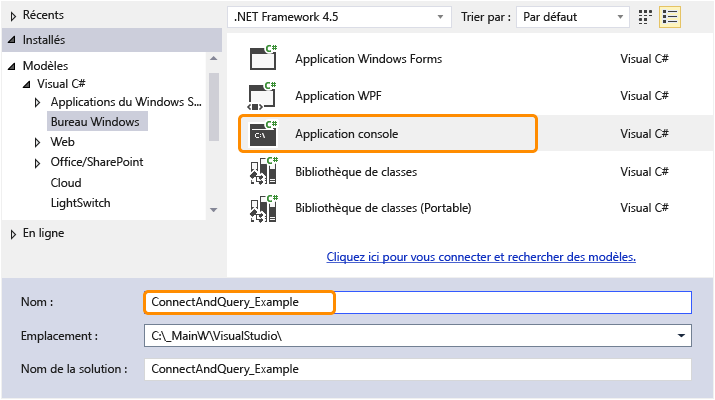 Récents
Installés
Modèles
Visual C#
Applications du Windows S...
Bureau Windows
Web
Office/SharePoint
Cloud
LightSwitch
En ligne
.NET Framework 4.5
Trier par : Par défaut
C# Application Windows Forms Visual C#
C# Application WPF Visual C#
C# C:\ Application console Visual C#
C# Bibliothèque de classes Visual C#
C# Bibliothèque de classes (Portable) Visual C#
Cliquez ici pour vous connecter et rechercher des modèles.
Nom : ConnectAndQuery_Example
Emplacement : C:\_MainW\VisualStudio\
Nom de la solution : ConnectAndQuery_Example